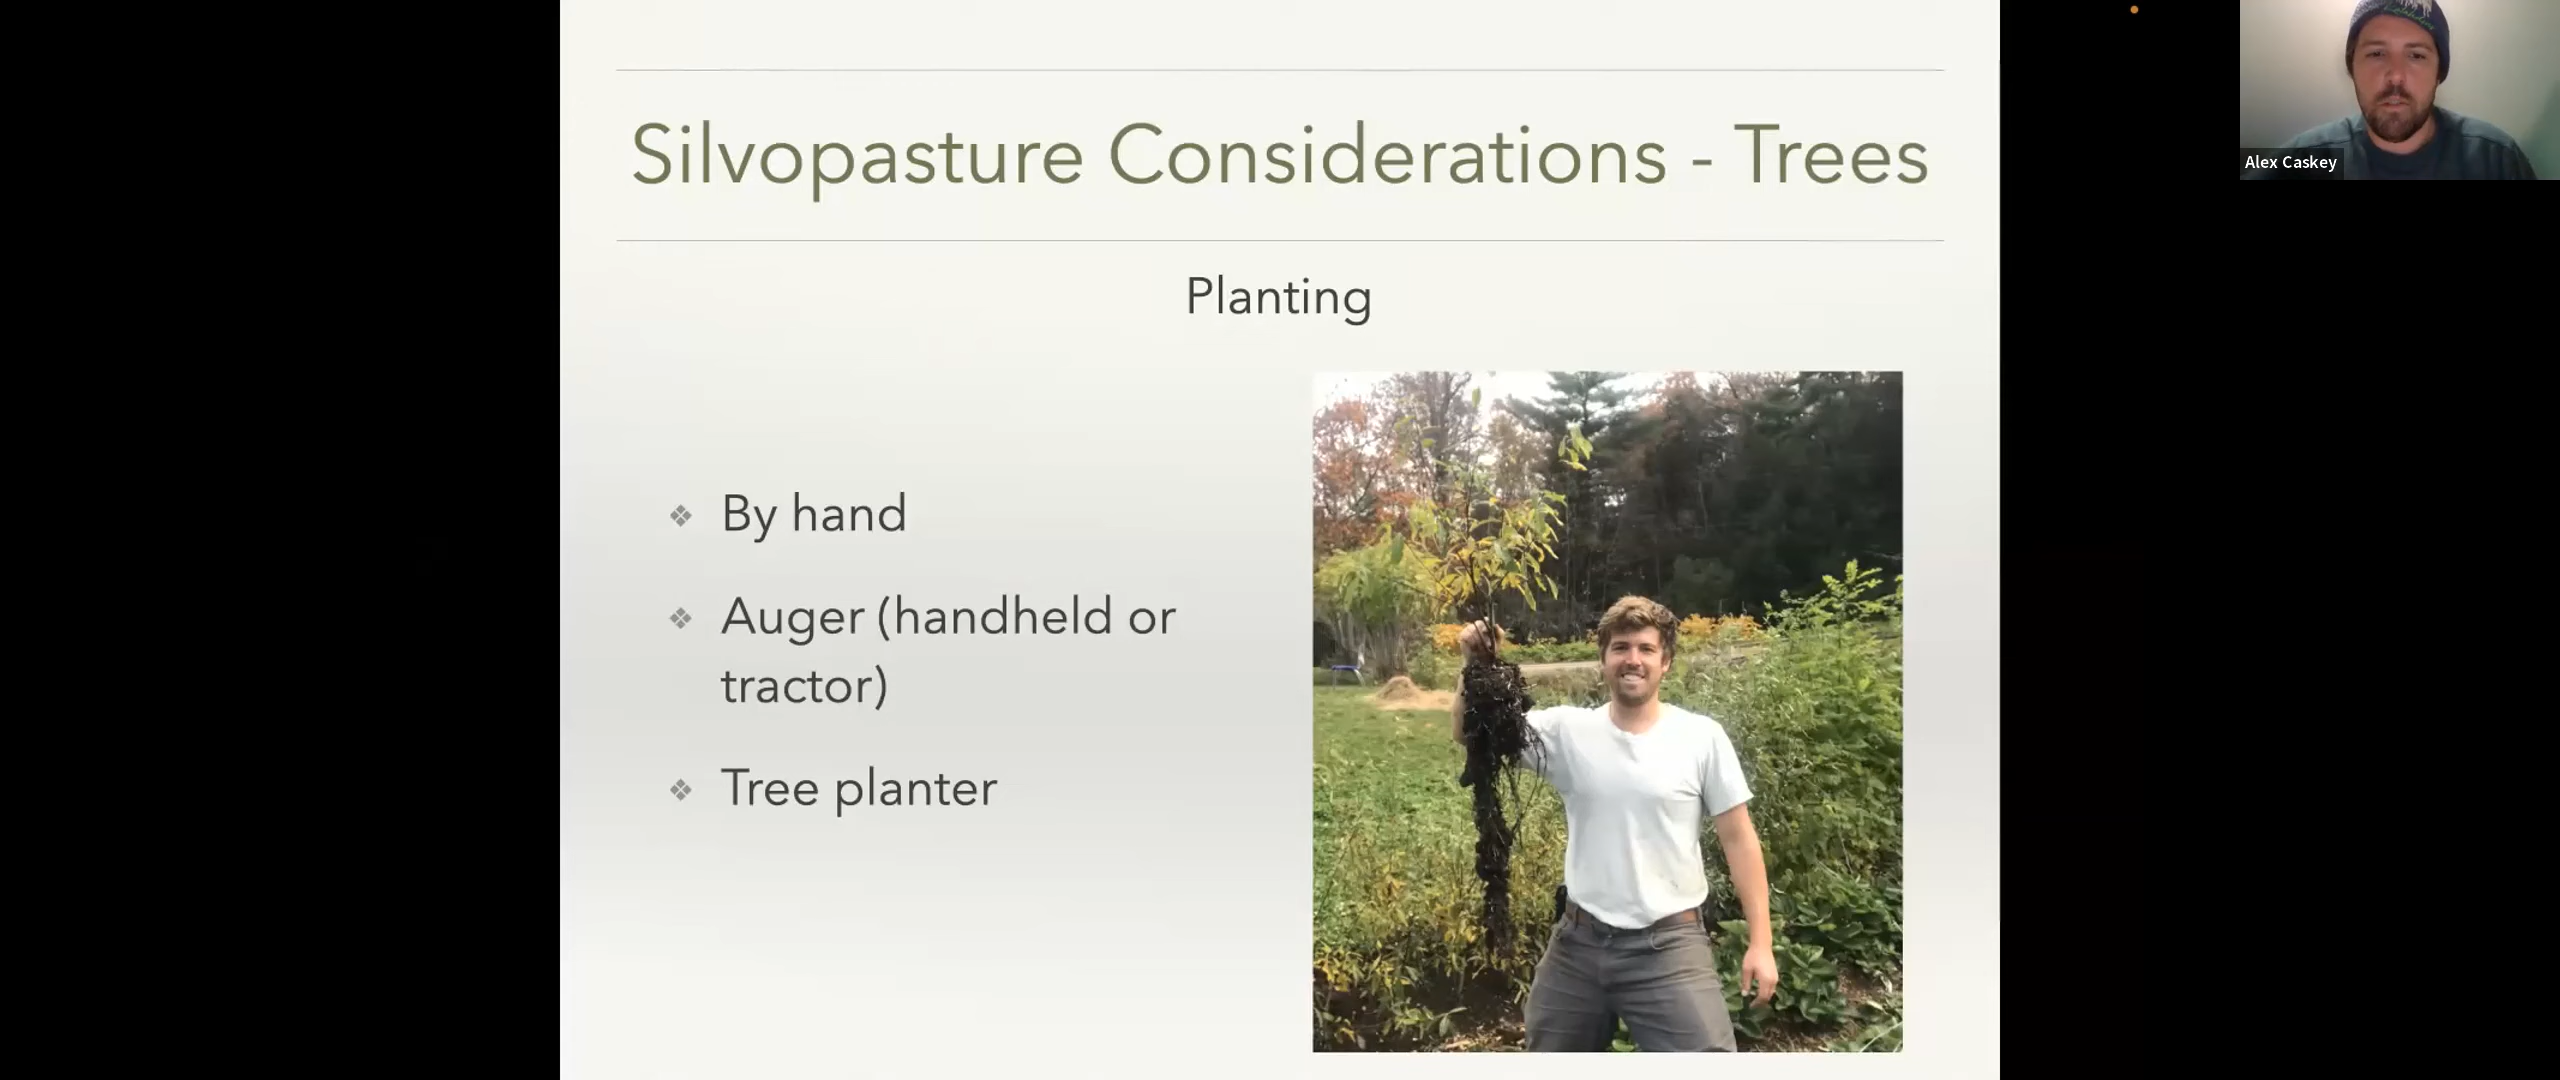 Silvopasture Considerations - Trees
Planting
By hand
Auger (handheld or
tractor)
Tree planter
Alex Caskey